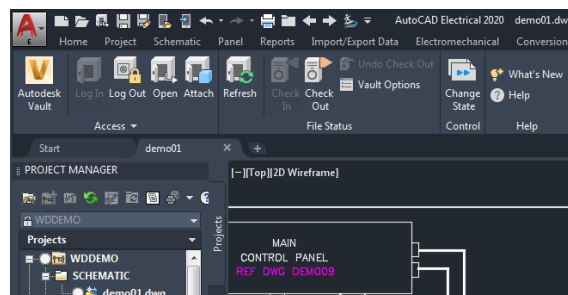 AutoCAD Electrical 2020 demo01.dw
Home Project Schematic Panel Reports Import/Export Data Electromechanical Conversion
Autodesk Vault
Log In
Log Out
Open
Attach
Refresh
Check In
Check Out
Undo Check Out
Vault Options
Change State
What's New
Help
Access
File Status
Control
Help
Start demo01
PROJECT MANAGER
[−][Top][2D Wireframe]
WDDEMO
Projects
Projects
WDDEMO
SCHEMATIC
demo01.dwg
MAIN
CONTROL PANEL
REF DWG DEMO09